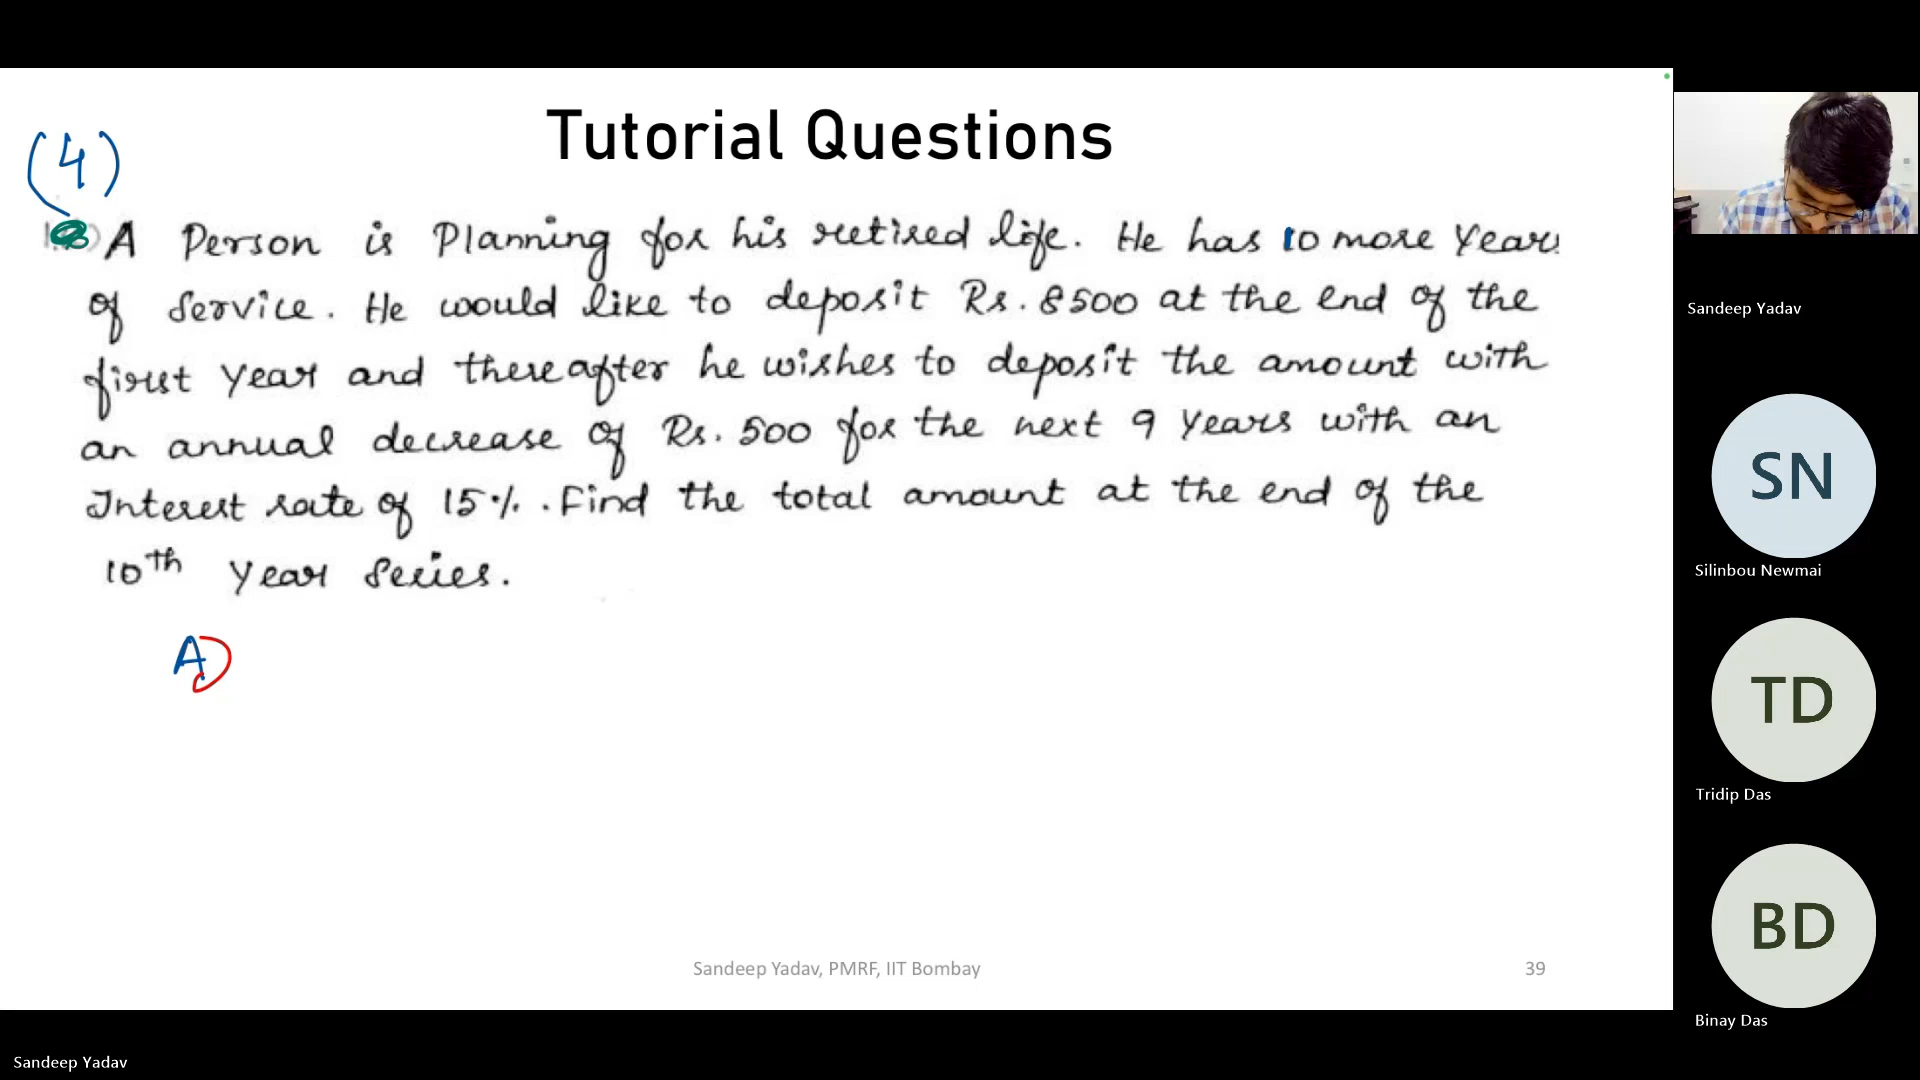 Tutorial Questions
(4)
A Person is Planning for his retired life. He has 10 more Years
of service. He would like to deposit Rs. 8500 at the end of the
first Year and thereafter he wishes to deposit the amount with
an annual decrease of Rs. 500 for the next 9 Years with an
Interest rate of 15%. Find the total amount at the end of the
10th Year Series.
A
Sandeep Yadav, PMRF, IIT Bombay
39
Sandeep Yadav
SN
Silinbou Newmai
TD
Tridip Das
BD
Binay Das
Sandeep Yadav